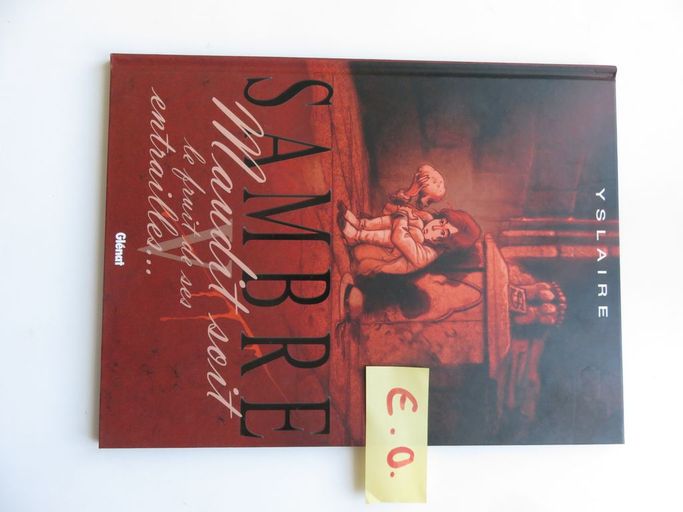 YSLAIRE
SAMBRE
V
Maudit soit
le fruit de ses
entrailles...
Glénat
E.O.